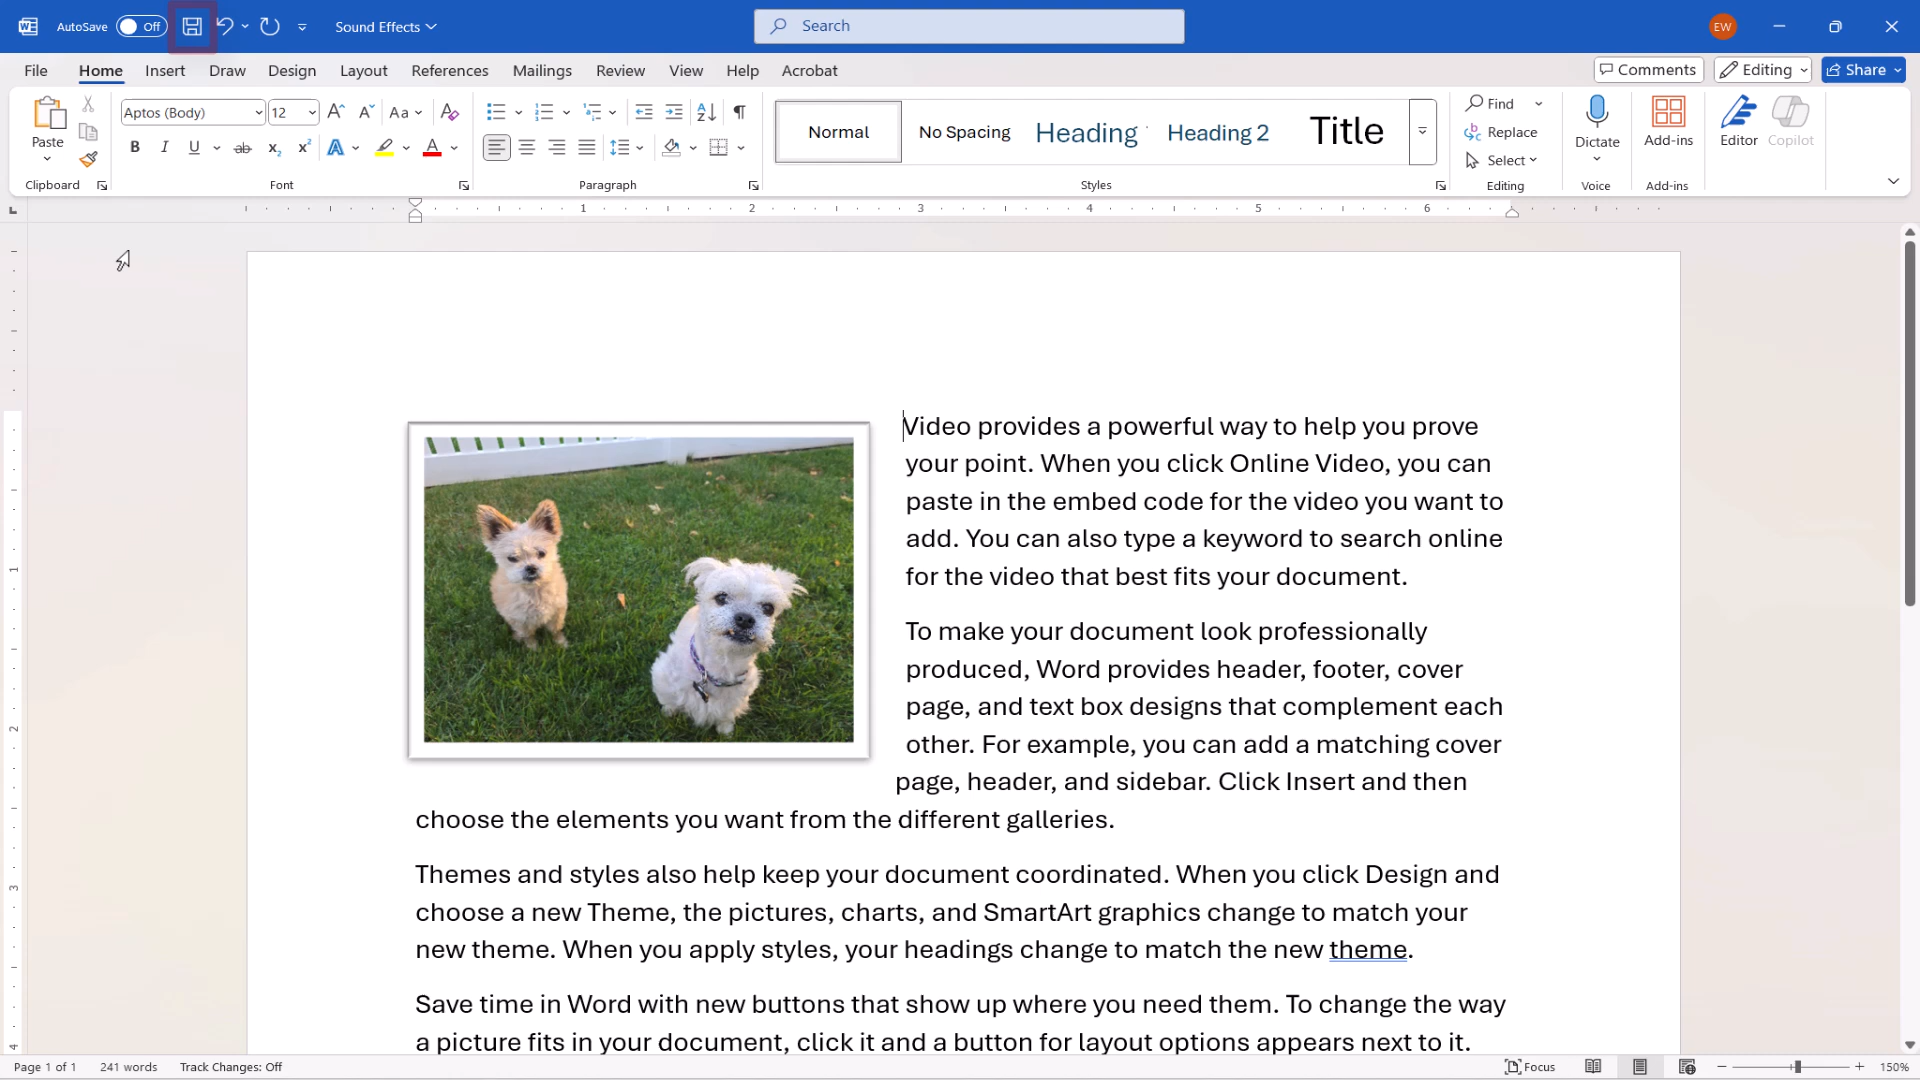 AutoSave Off Sound Effects Search EW
File Home Insert Draw Design Layout References Mailings Review View Help Acrobat Comments Editing Share
Paste Aptos (Body) 12 Aa Normal No Spacing Heading Heading 2 Title Find Replace Select Dictate Add-ins Editor Copilot
Clipboard Font Paragraph Styles Editing Voice Add-ins
1 2 3 4 5 6
Video provides a powerful way to help you prove
your point. When you click Online Video, you can
paste in the embed code for the video you want to
add. You can also type a keyword to search online
for the video that best fits your document.
To make your document look professionally
produced, Word provides header, footer, cover
page, and text box designs that complement each
other. For example, you can add a matching cover
page, header, and sidebar. Click Insert and then
choose the elements you want from the different galleries.
Themes and styles also help keep your document coordinated. When you click Design and
choose a new Theme, the pictures, charts, and SmartArt graphics change to match your
new theme. When you apply styles, your headings change to match the new theme.
Save time in Word with new buttons that show up where you need them. To change the way
a picture fits in your document, click it and a button for layout options appears next to it.
Page 1 of 1 241 words Track Changes: Off Focus 150%